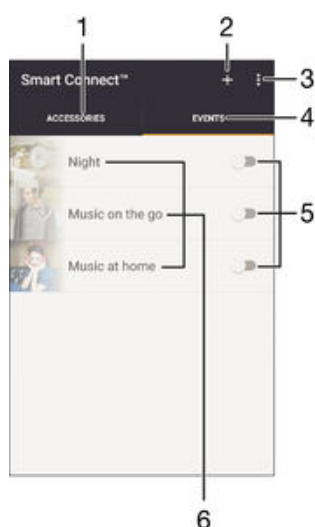 1
2
Smart Connect™
3
ACCESSORIES
EVENTS
4
Night
Music on the go
5
Music at home
6